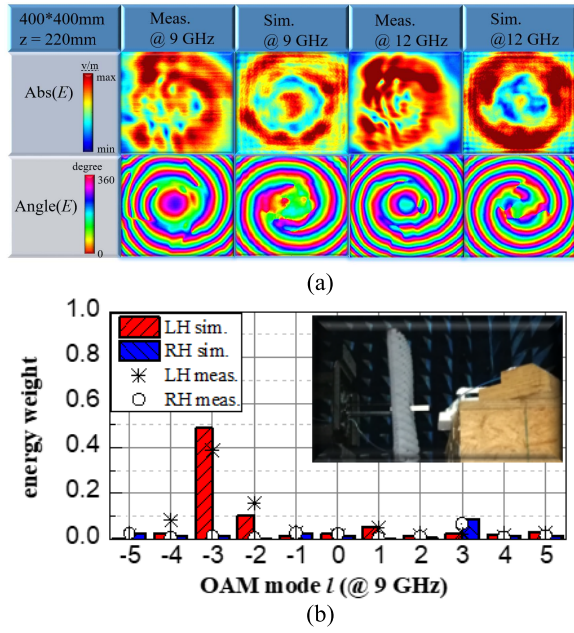 400*400mm
z = 220mm
Meas.
@ 9 GHz
Sim.
@ 9 GHz
Meas.
@ 12 GHz
Sim.
@12 GHz
Abs(E)
v/m
max
min
Angle(E)
degree
360
0
(a)
energy weight
1.0
0.8
0.6
0.4
0.2
0.0
LH sim.
RH sim.
LH meas.
RH meas.
-5 -4 -3 -2 -1 0 1 2 3 4 5
OAM mode l (@ 9 GHz)
(b)